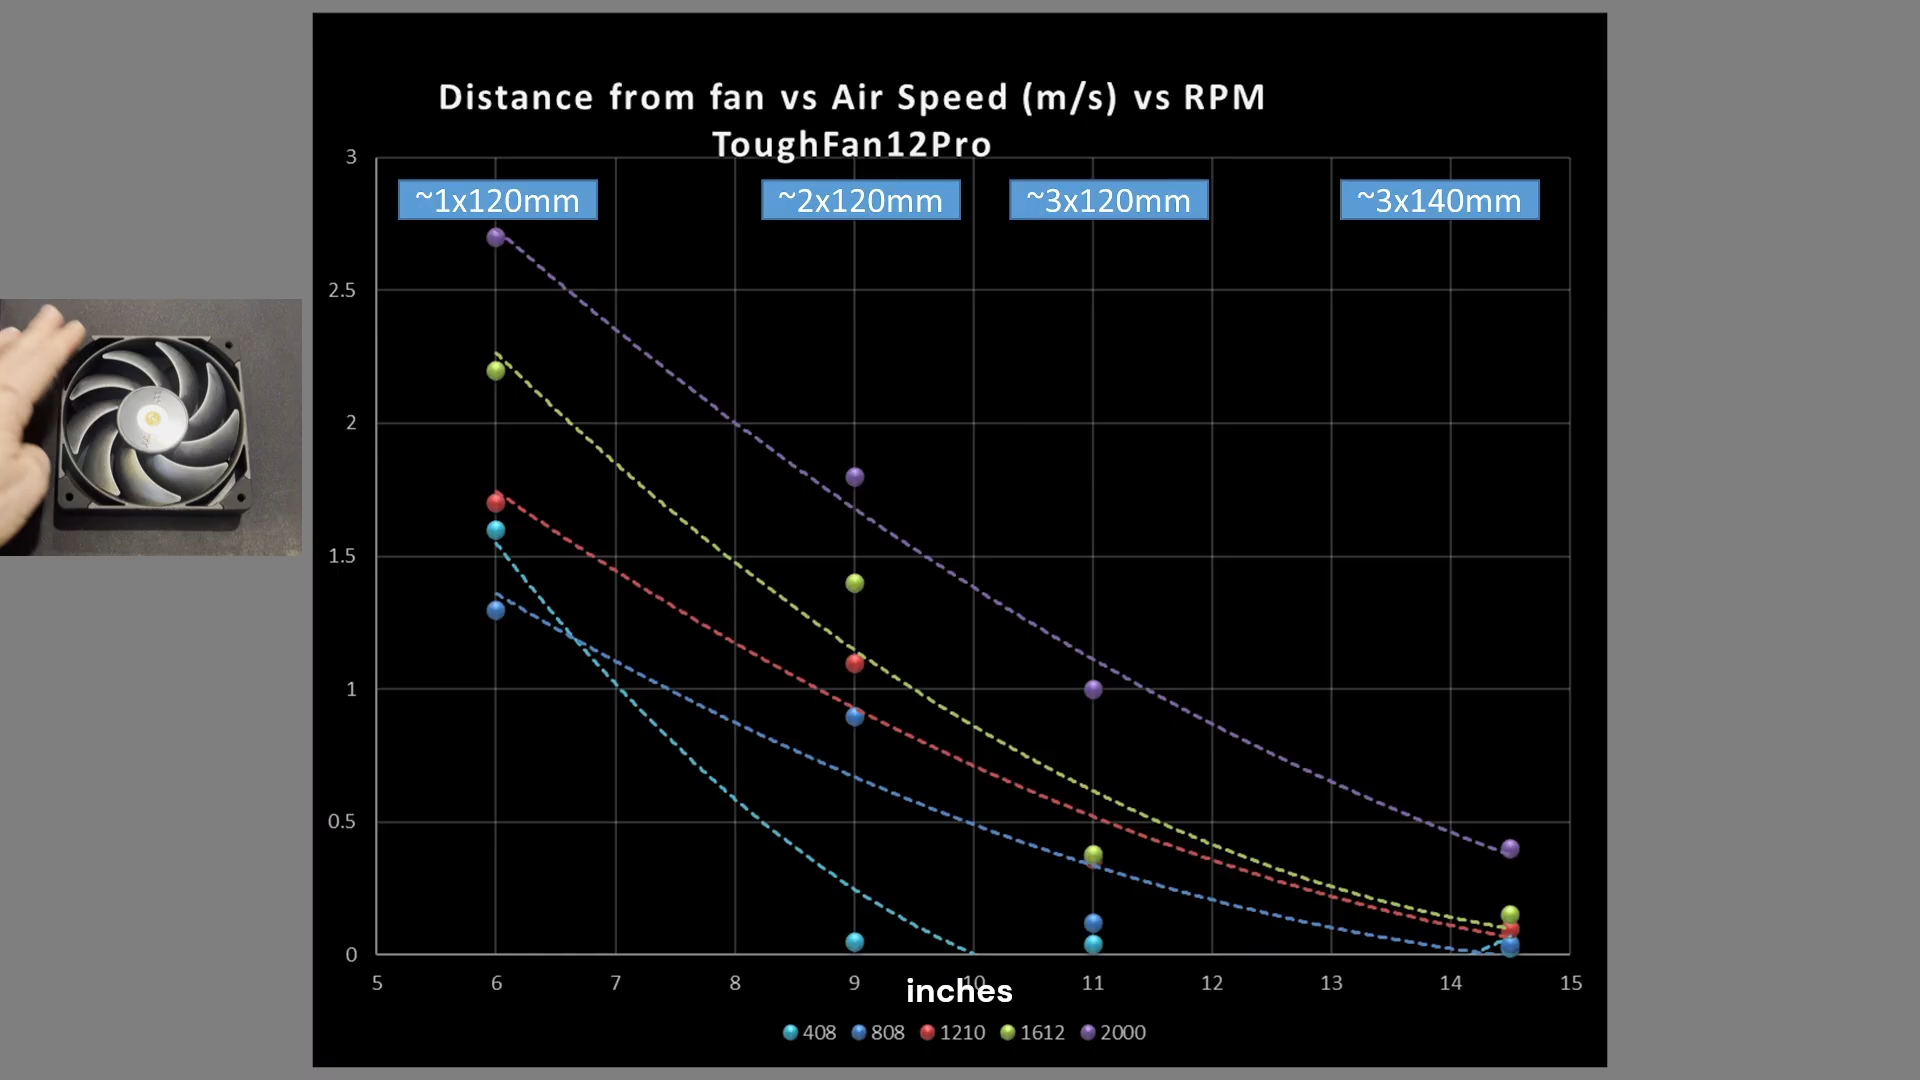 Distance from fan vs Air Speed (m/s) vs RPM
ToughFan12Pro
~1x120mm ~2x120mm ~3x120mm ~3x140mm
3
2.5
2
1.5
1
0.5
0
5 6 7 8 9 10 11 12 13 14 15
inches
408 808 1210 1612 2000